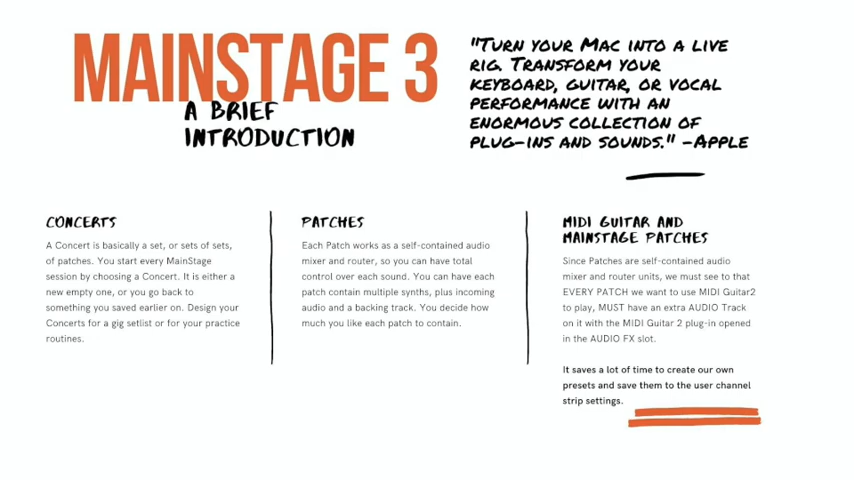 MAINSTAGE 3
A BRIEF
INTRODUCTION
"TURN YOUR MAC INTO A LIVE
RIG. TRANSFORM YOUR
KEYBOARD, GUITAR, OR VOCAL
PERFORMANCE WITH AN
ENORMOUS COLLECTION OF
PLUG-INS AND SOUNDS." -APPLE
CONCERTS
A Concert is basically a set, or sets of sets,
of patches. You start every MainStage
session by choosing a Concert. It is either a
new empty one, or you go back to
something you saved earlier on. Design your
Concerts for a gig setlist or for your practice
routines.
PATCHES
Each Patch works as a self-contained audio
mixer and router, so you can have total
control over each sound. You can have each
patch contain multiple synths, plus incoming
audio and a backing track. You decide how
much you like each patch to contain.
MIDI GUITAR AND
MAINSTAGE PATCHES
Since Patches are self-contained audio
mixer and router units, we must see to that
EVERY PATCH we want to use MIDI Guitar2
to play, MUST have an extra AUDIO Track
on it with the MIDI Guitar 2 plug-in opened
in the AUDIO FX slot.
It saves a lot of time to create our own
presets and save them to the user channel
strip settings.